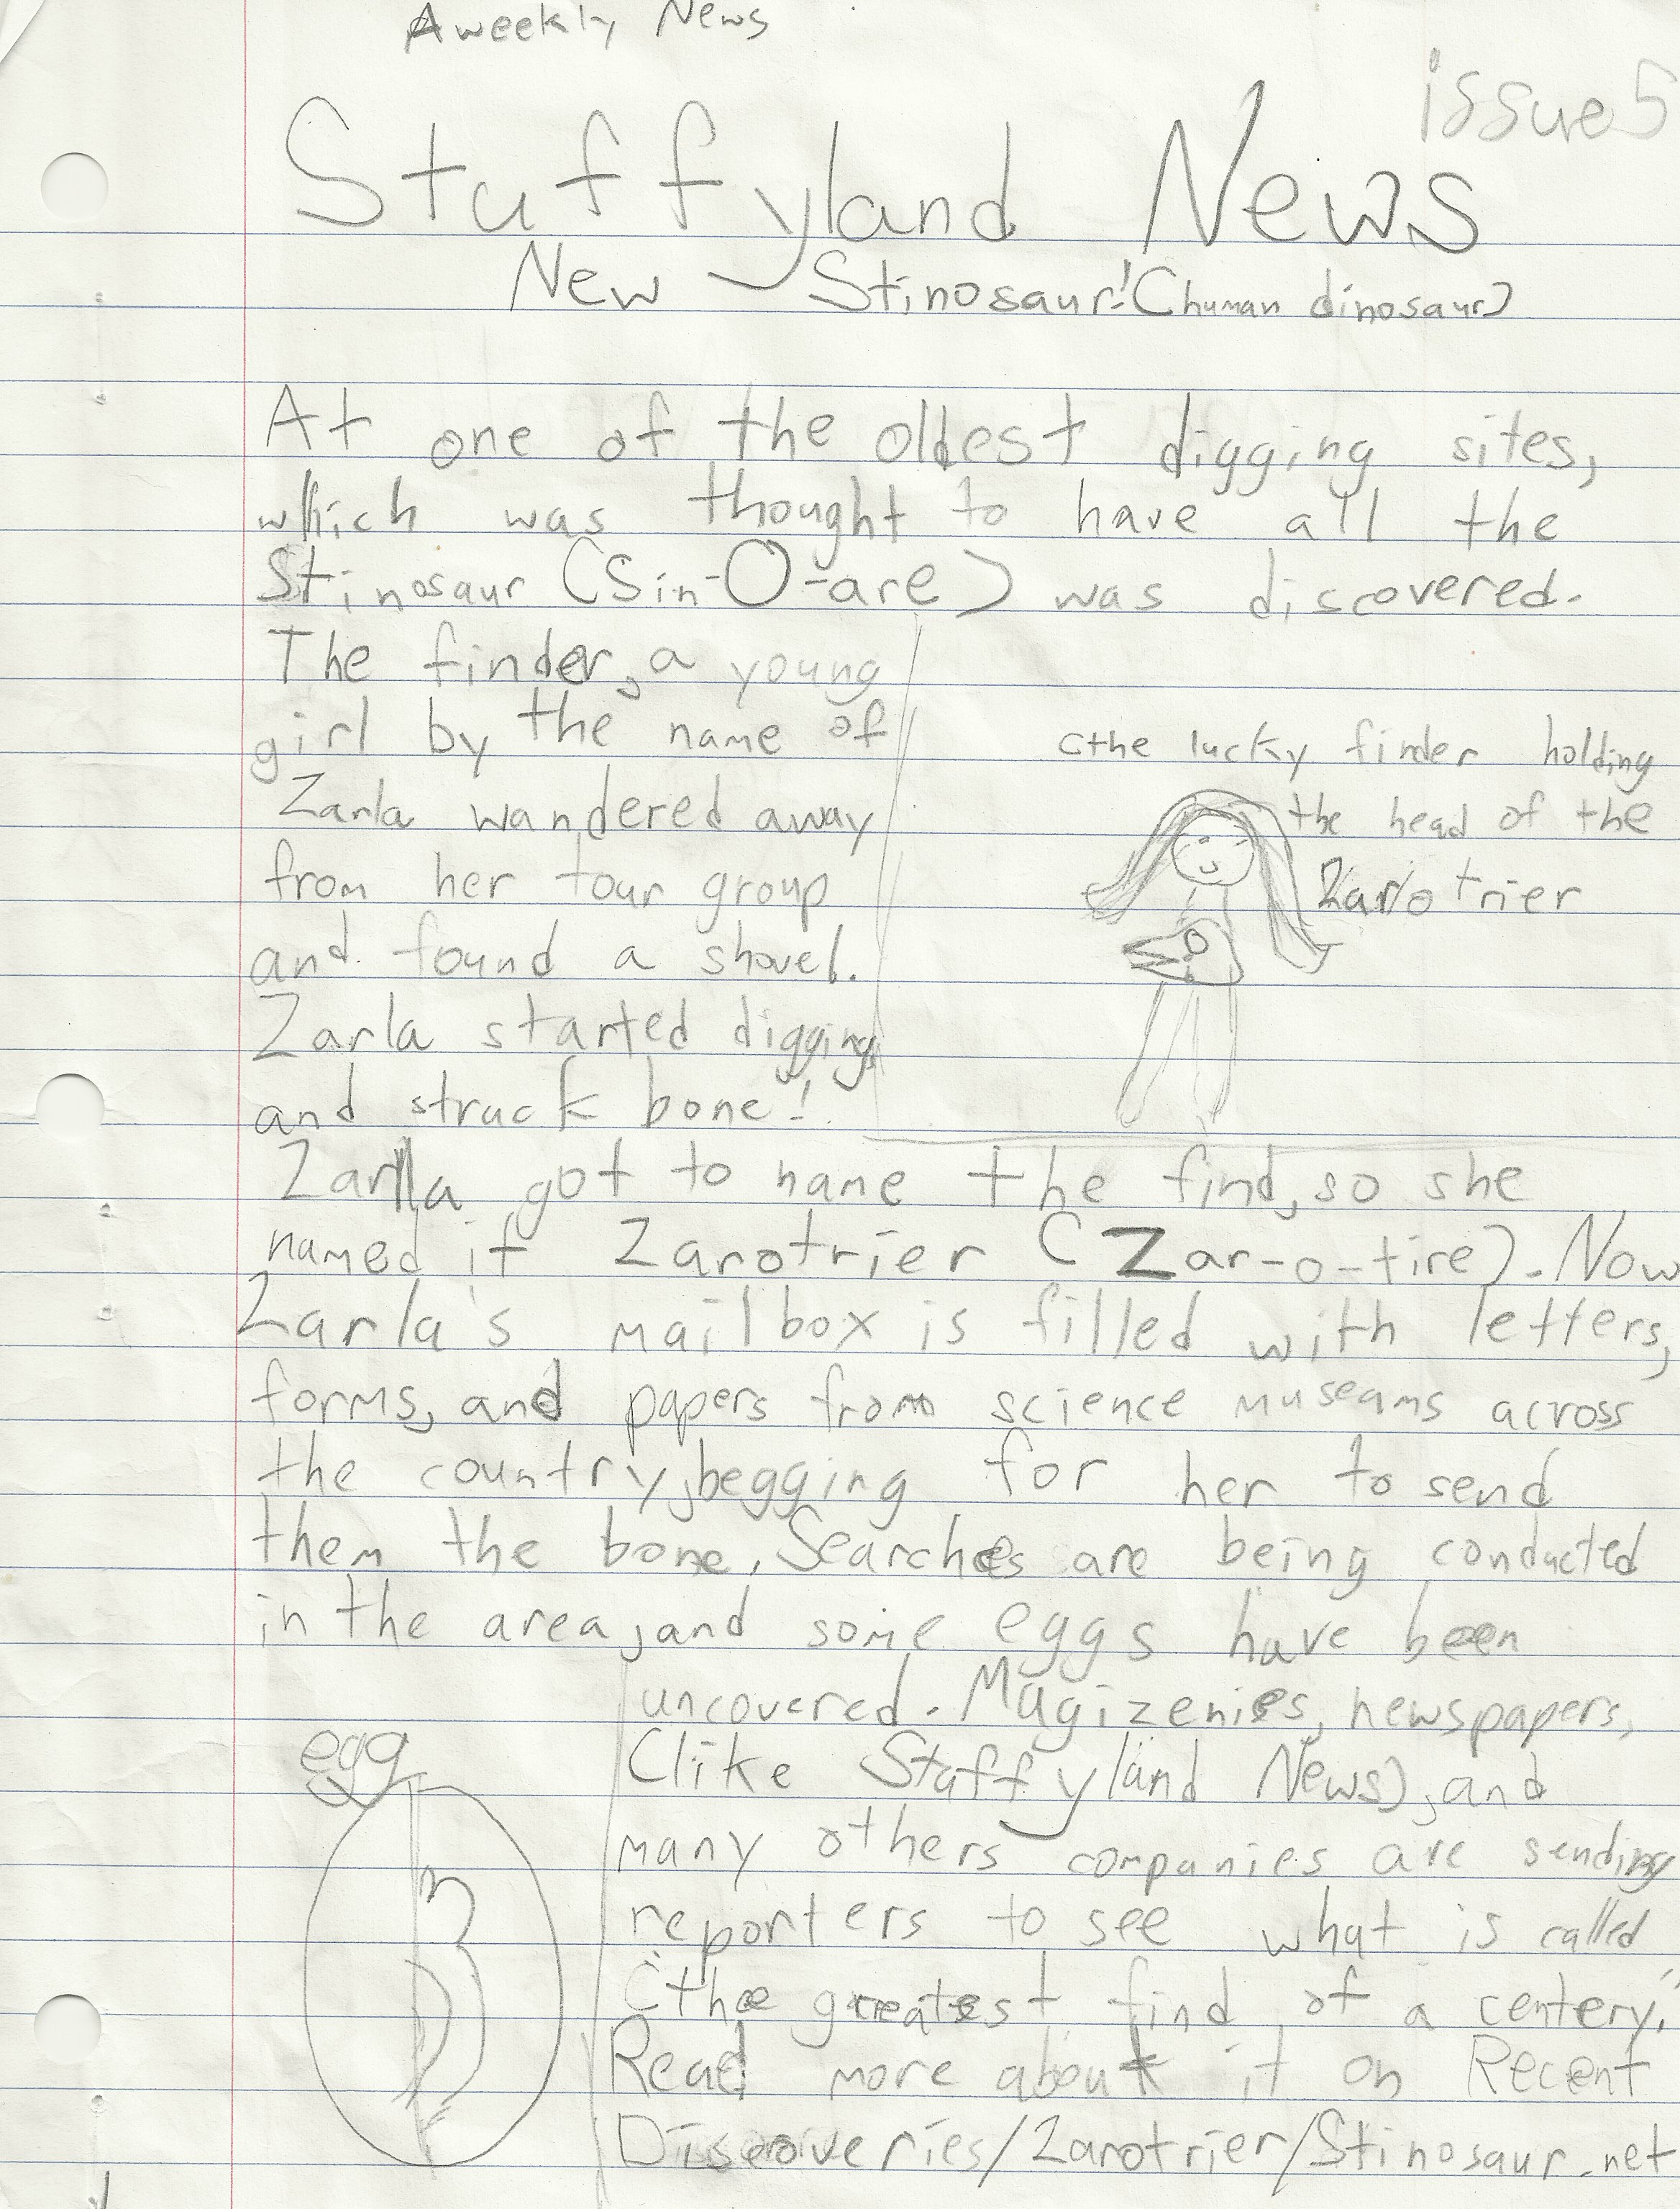 A weekly News
issue 5
Stuffyland News
New Stinosaur! (human dinosaur)
At one of the oldest digging sites,
which was thought to have all the
Stinosaur (Sin-O-are) was discovered.
The finder, a young
girl by the name of
Zarla wandered away
from her tour group
and found a shovel.
Zarla started digging
and struck bone!
(the lucky finder holding
the head of the
Zarotrier
Zarlla got to name the find, so she
named it Zarotrier (Zar-o-tire). Now
Zarla's mailbox is filled with letters,
forms, and papers from science museams across
the country, begging for her to send
them the bone. Searches are being conducted
in the area, and some eggs have been
uncovered. Magizenies, newspapers,
(like Stuffyland News), and
many others companies are sending
reporters to see what is called
"the greatest find of a centery."
Read more about it on Recent
Discoveries/Zarotrier/Stinosaur.net
egg